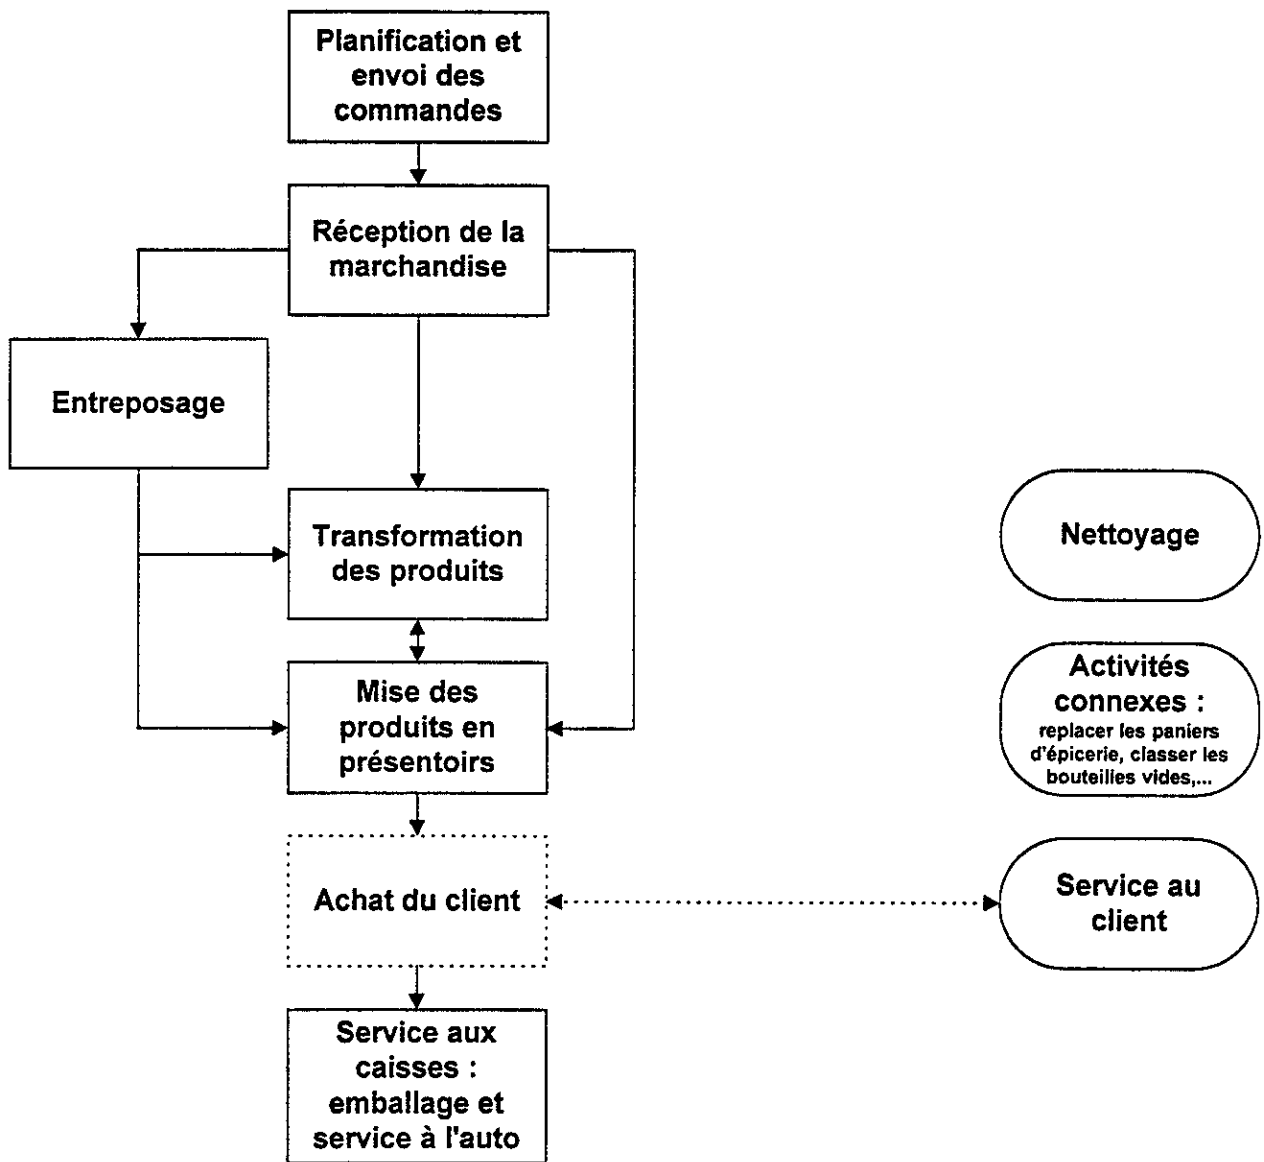 Planification et
envoi des
commandes
Réception de la
marchandise
Entreposage
Transformation
des produits
Nettoyage
Mise des
produits en
présentoirs
Activités
connexes :
replacer les paniers
d'épicerie, classer les
bouteilles vides,...
Achat du client
Service au
client
Service aux
caisses :
emballage et
service à l'auto